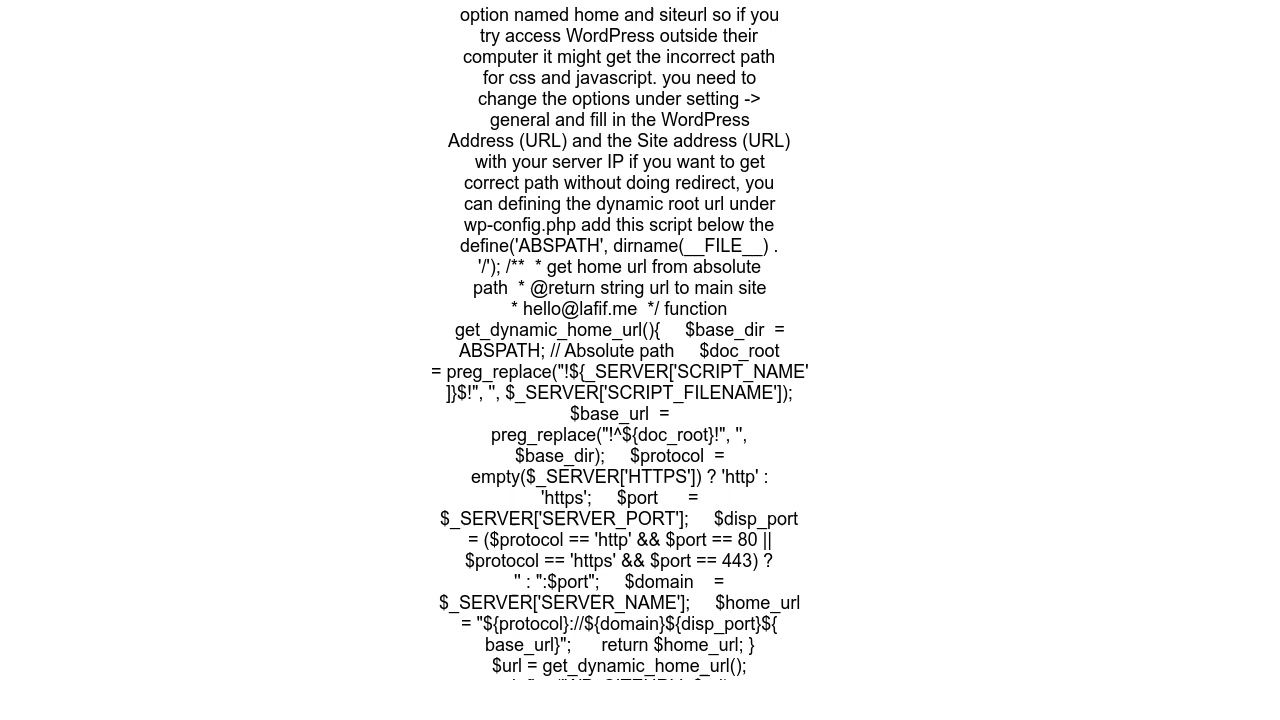 option named home and siteurl so if you
try access WordPress outside their
computer it might get the incorrect path
for css and javascript. you need to
change the options under setting ->
general and fill in the WordPress
Address (URL) and the Site address (URL)
with your server IP if you want to get
correct path without doing redirect, you
can defining the dynamic root url under
wp-config.php add this script below the
define('ABSPATH', dirname(__FILE__) .
'/'); /**  * get home url from absolute
path  * @return string url to main site
* hello@lafif.me  */ function
get_dynamic_home_url(){     $base_dir  =
ABSPATH; // Absolute path     $doc_root
= preg_replace("!${_SERVER['SCRIPT_NAME'
]}$!", '', $_SERVER['SCRIPT_FILENAME']);
$base_url  =
preg_replace("!^${doc_root}!", '',
$base_dir);     $protocol  =
empty($_SERVER['HTTPS']) ? 'http' :
'https';     $port      =
$_SERVER['SERVER_PORT'];     $disp_port
= ($protocol == 'http' && $port == 80 ||
$protocol == 'https' && $port == 443) ?
'' : ":$port";     $domain    =
$_SERVER['SERVER_NAME'];     $home_url
= "${protocol}://${domain}${disp_port}${
base_url}";      return $home_url; }
$url = get_dynamic_home_url();